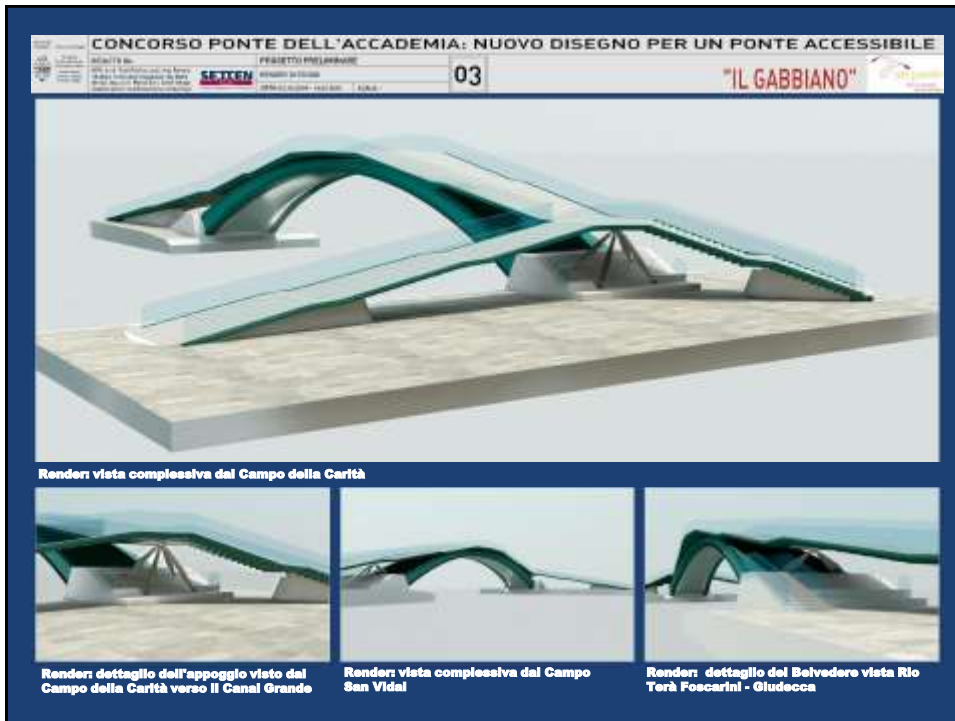 CONCORSO PONTE DELL'ACCADEMIA: NUOVO DISEGNO PER UN PONTE ACCESSIBILE
PROGETTO PRELIMINARE
SETTEN
03
"IL GABBIANO"
Render: vista complessiva dal Campo della Carità
Render: dettaglio dell'appoggio visto dal
Campo della Carità verso il Canal Grande
Render: vista complessiva dal Campo
San Vidal
Render: dettaglio del Belvedere vista Rio
Terà Foscarini - Giudecca